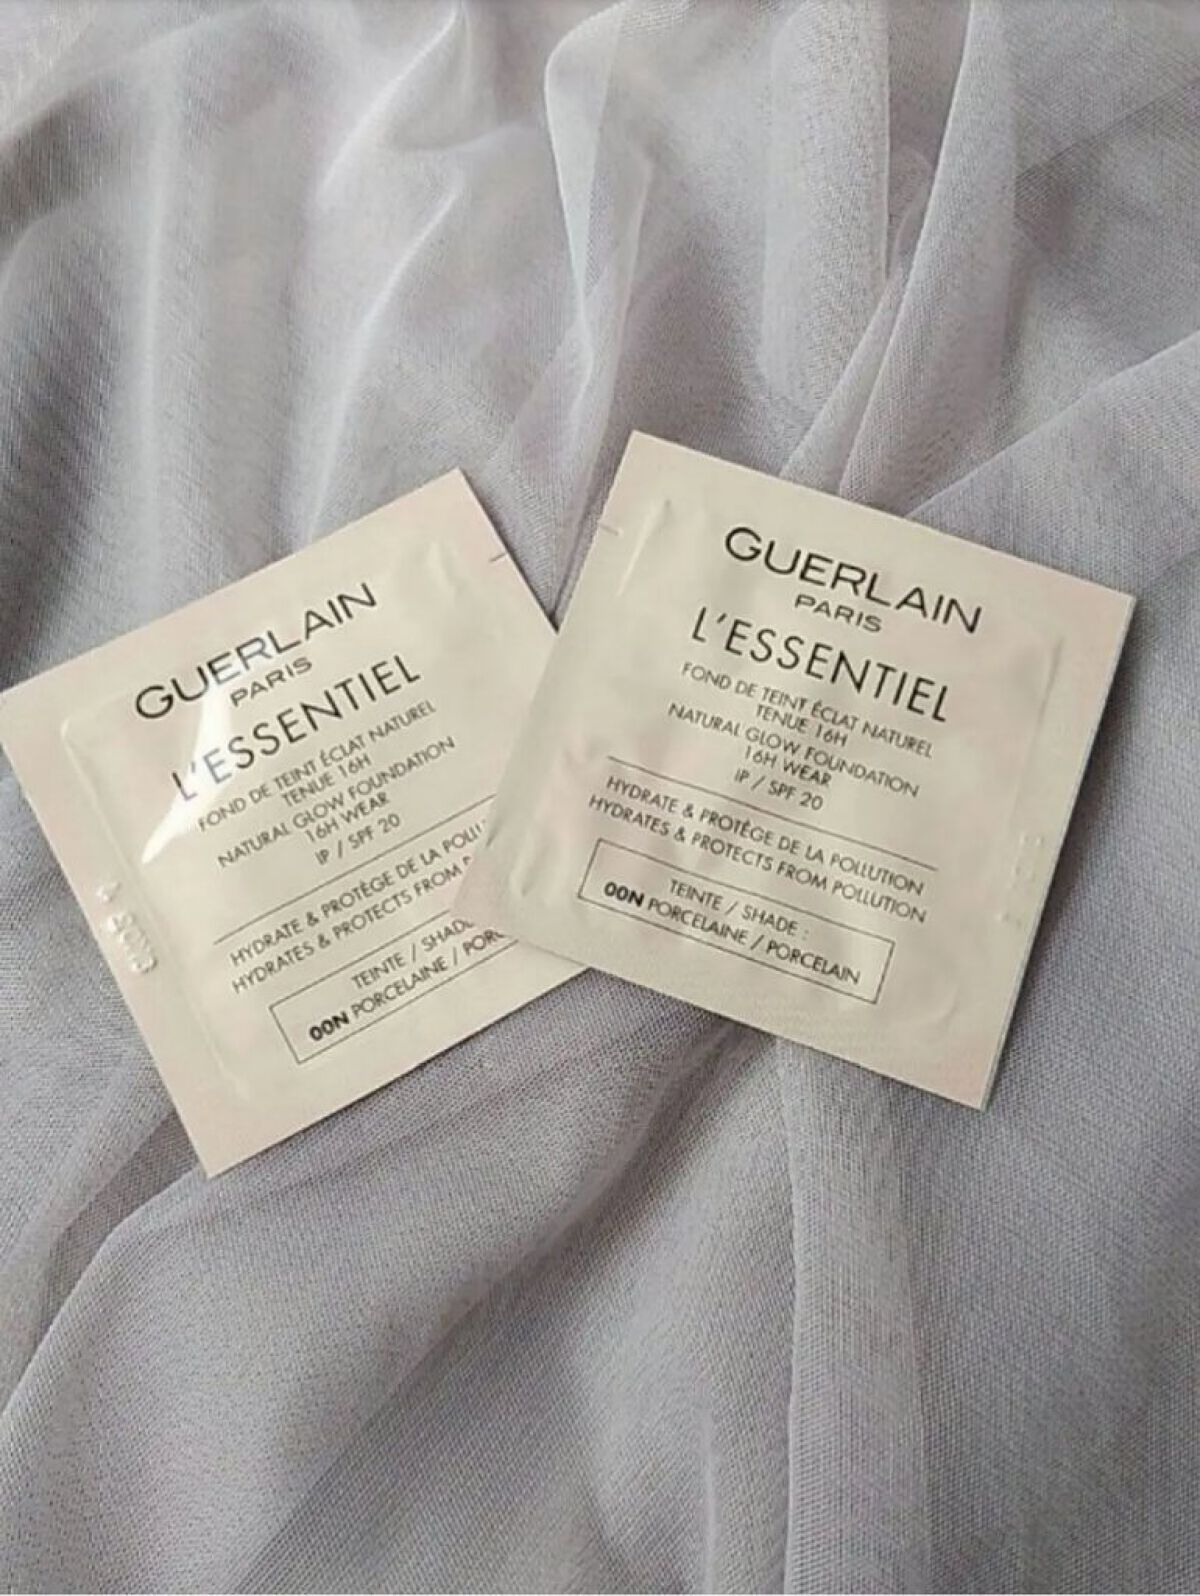 GUERLAIN
PARIS
L'ESSENTIEL
FOND DE TEINT ÉCLAT NATUREL
TENUE 16H
NATURAL GLOW FOUNDATION
16H WEAR
IP / SPF 20
HYDRATE & PROTÈGE DE LA
HYDRATES & PROTECTS FROM
TEINTE /
00N PORCELAINE /
GUERLAIN
PARIS
L'ESSENTIEL
FOND DE TEINT ÉCLAT NATUREL
TENUE 16H
NATURAL GLOW FOUNDATION
16H WEAR
IP / SPF 20
HYDRATE & PROTÈGE DE LA POLLUTION
HYDRATES & PROTECTS FROM POLLUTION
TEINTE / SHADE :
00N PORCELAINE / PORCELAIN